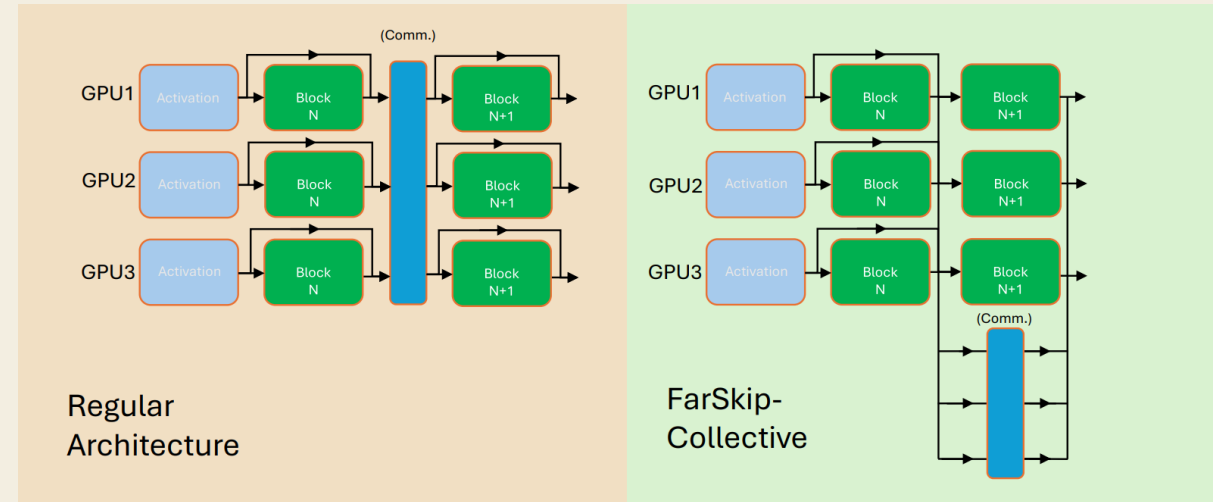 (Comm.)
GPU1
Activation
Block
N
Block
N+1
GPU2
Activation
Block
N
Block
N+1
GPU3
Activation
Block
N
Block
N+1
Regular
Architecture
GPU1
Activation
Block
N
Block
N+1
GPU2
Activation
Block
N
Block
N+1
GPU3
Activation
Block
N
Block
N+1
(Comm.)
FarSkip-
Collective